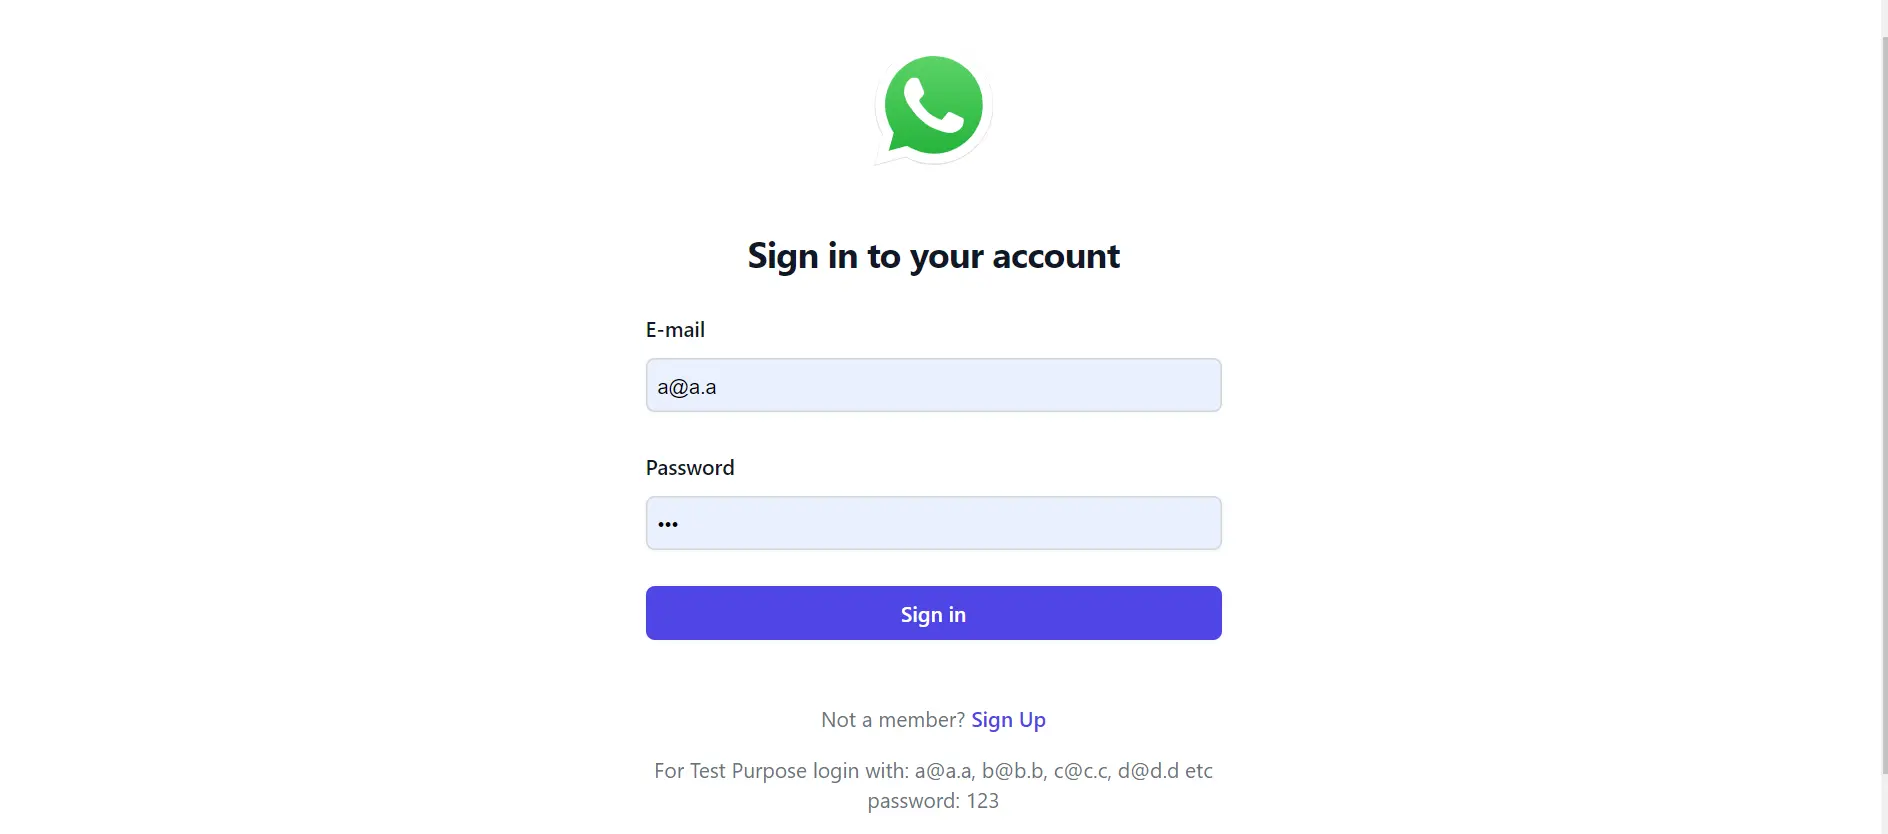 Sign in to your account
E-mail
a@a.a
Password
•••
Sign in
Not a member? Sign Up
For Test Purpose login with: a@a.a, b@b.b, c@c.c, d@d.d etc
password: 123